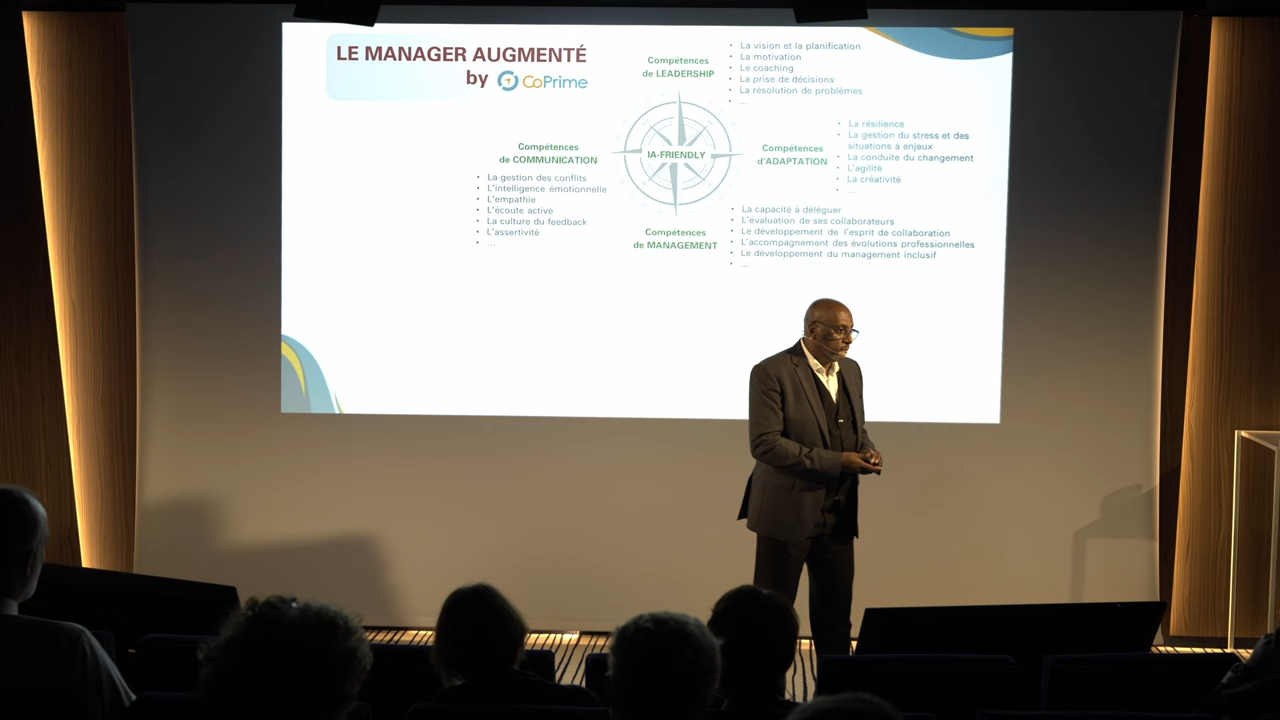 LE MANAGER AUGMENTÉ
by CoPrime
Compétences
de LEADERSHIP
• La vision et la planification
• La motivation
• Le coaching
• La prise de décisions
• La résolution de problèmes
• ...
Compétences
de COMMUNICATION
• La gestion des conflits
• L'intelligence émotionnelle
• L'empathie
• L'écoute active
• La culture du feedback
• L'assertivité
• ...
IA-FRIENDLY
Compétences
d'ADAPTATION
• La résilience
• La gestion du stress et des
situations à enjeux
• La conduite du changement
• L'agilité
• La créativité
• ...
Compétences
de MANAGEMENT
• La capacité à déléguer
• L'évaluation de ses collaborateurs
• Le développement de l'esprit de collaboration
• L'accompagnement des évolutions professionnelles
• Le développement du management inclusif
• ...